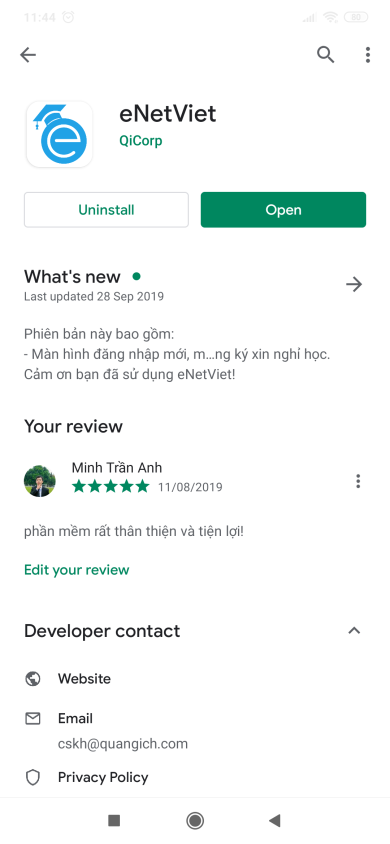 11:44
80
eNetViet
QiCorp
Uninstall
Open
What's new
Last updated 28 Sep 2019
Phiên bản này bao gồm:
- Màn hình đăng nhập mới, m...ng ký xin nghỉ học.
Cảm ơn bạn đã sử dụng eNetViet!
Your review
Minh Trần Anh
11/08/2019
phần mềm rất thân thiện và tiện lợi!
Edit your review
Developer contact
Website
Email
cskh@quangich.com
Privacy Policy